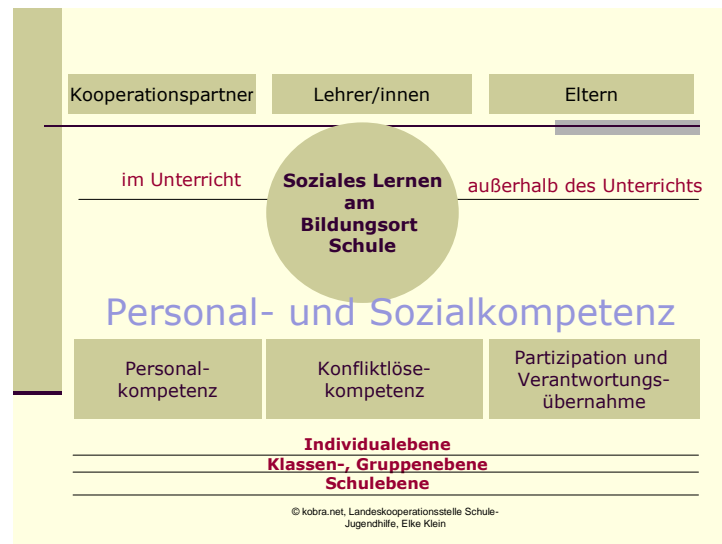 Kooperationspartner
Lehrer/innen
Eltern
im Unterricht
Soziales Lernen
am
Bildungsort
Schule
außerhalb des Unterrichts
Personal- und Sozialkompetenz
Personal-
kompetenz
Konfliktlöse-
kompetenz
Partizipation und
Verantwortungs-
übernahme
Individualebene
Klassen-, Gruppenebene
Schulebene
© kobra.net, Landeskooperationsstelle Schule-
Jugendhilfe, Elke Klein